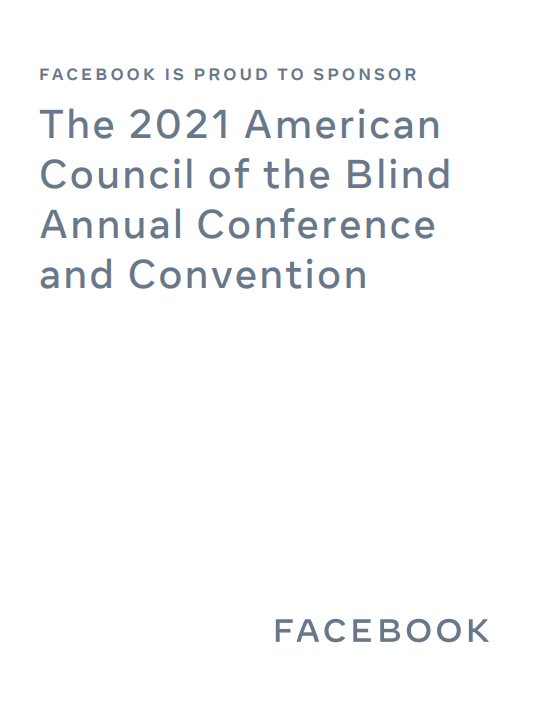 FACEBOOK IS PROUD TO SPONSOR
The 2021 American
Council of the Blind
Annual Conference
and Convention
FACEBOOK